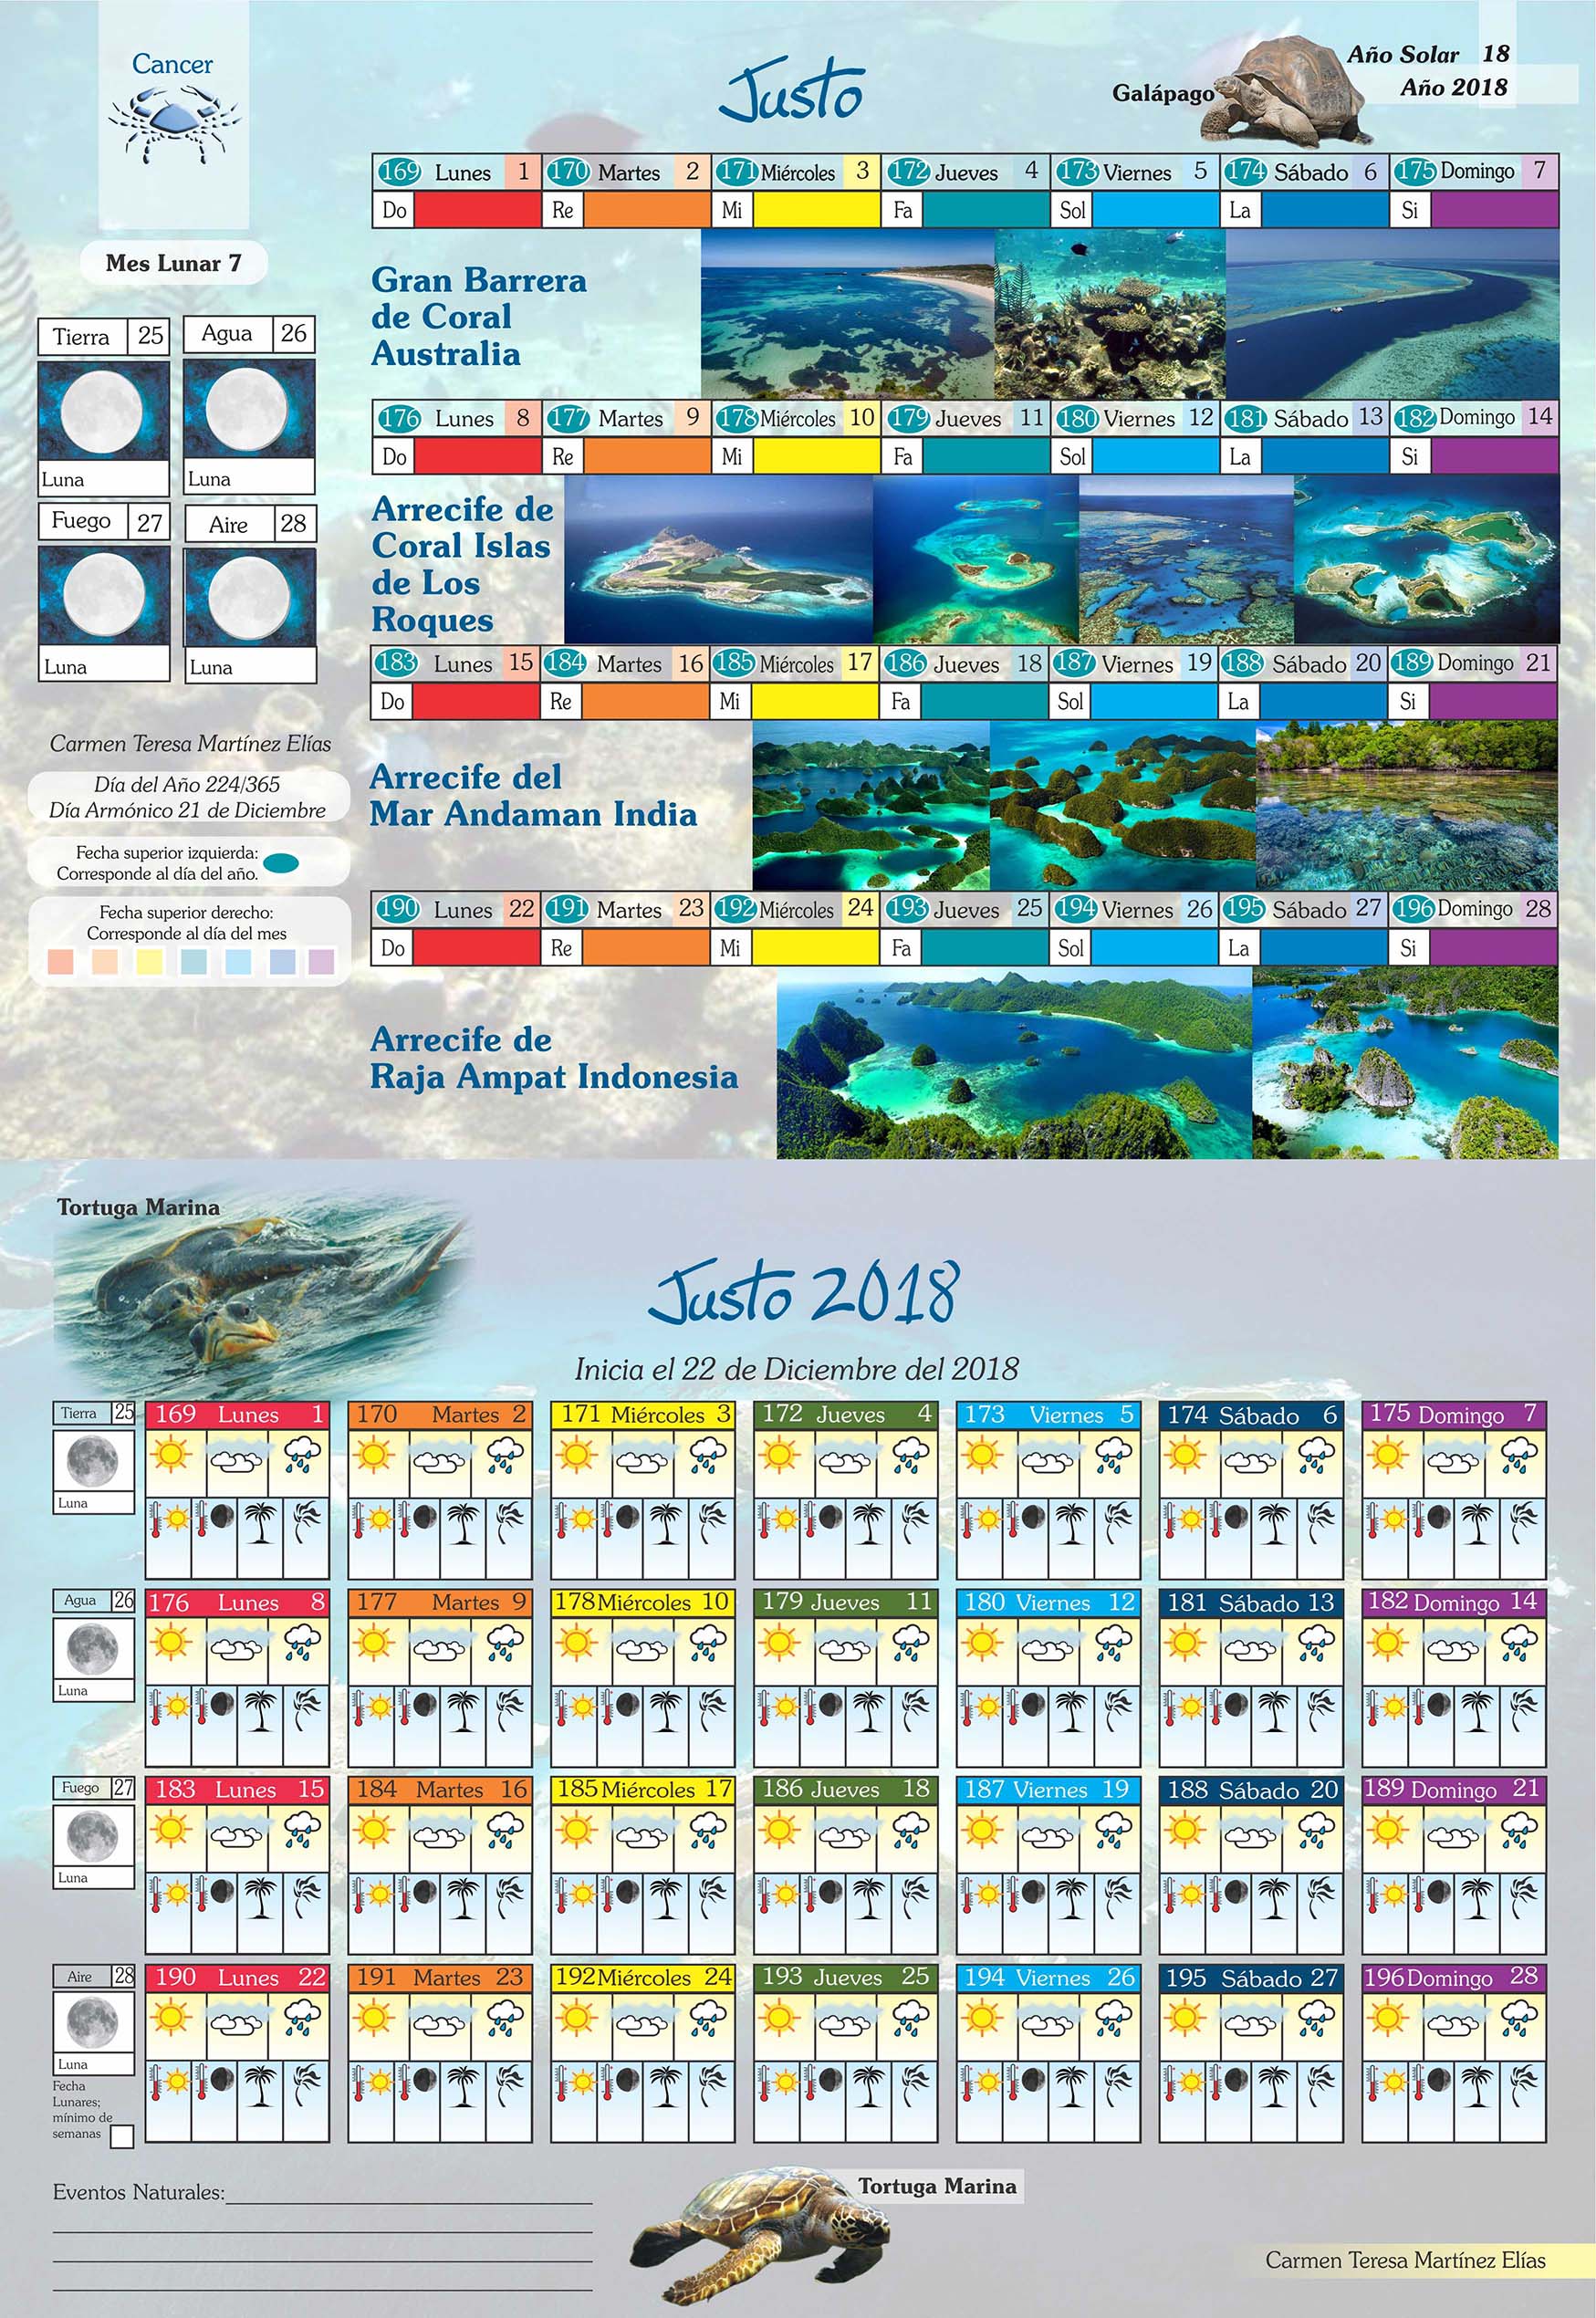 Cancer
Justo
Galápago
Año Solar 18
Año 2018
Mes Lunar 7
Tierra 25
Agua 26
Luna
Luna
Fuego 27
Aire 28
Luna
Luna
Carmen Teresa Martínez Elías
Día del Año 224/365
Día Armónico 21 de Diciembre
Fecha superior izquierda:
Corresponde al día del año.
Fecha superior derecho:
Corresponde al día del mes
169 Lunes 1 170 Martes 2 171 Miércoles 3 172 Jueves 4 173 Viernes 5 174 Sábado 6 175 Domingo 7
Do Re Mi Fa Sol La Si
Gran Barrera
de Coral
Australia
176 Lunes 8 177 Martes 9 178 Miércoles 10 179 Jueves 11 180 Viernes 12 181 Sábado 13 182 Domingo 14
Do Re Mi Fa Sol La Si
Arrecife de
Coral Islas
de Los
Roques
183 Lunes 15 184 Martes 16 185 Miércoles 17 186 Jueves 18 187 Viernes 19 188 Sábado 20 189 Domingo 21
Do Re Mi Fa Sol La Si
Arrecife del
Mar Andaman India
190 Lunes 22 191 Martes 23 192 Miércoles 24 193 Jueves 25 194 Viernes 26 195 Sábado 27 196 Domingo 28
Do Re Mi Fa Sol La Si
Arrecife de
Raja Ampat Indonesia
Tortuga Marina
Justo 2018
Inicia el 22 de Diciembre del 2018
Tierra 25 169 Lunes 1 170 Martes 2 171 Miércoles 3 172 Jueves 4 173 Viernes 5 174 Sábado 6 175 Domingo 7
Luna
Agua 26 176 Lunes 8 177 Martes 9 178 Miércoles 10 179 Jueves 11 180 Viernes 12 181 Sábado 13 182 Domingo 14
Luna
Fuego 27 183 Lunes 15 184 Martes 16 185 Miércoles 17 186 Jueves 18 187 Viernes 19 188 Sábado 20 189 Domingo 21
Luna
Aire 28 190 Lunes 22 191 Martes 23 192 Miércoles 24 193 Jueves 25 194 Viernes 26 195 Sábado 27 196 Domingo 28
Luna
Fecha
Lunares;
mínimo de
semanas
Eventos Naturales:
Tortuga Marina
Carmen Teresa Martínez Elías